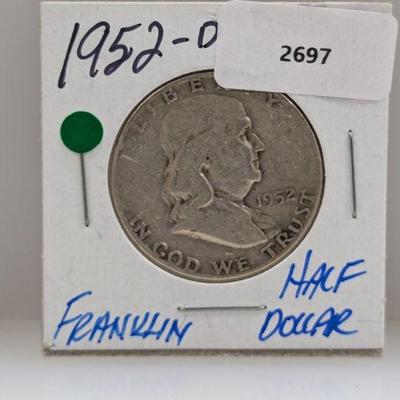 1952-D
2697
LIBERTY
1952
IN GOD WE TRUST
HALF
FRANKLIN DOLLAR